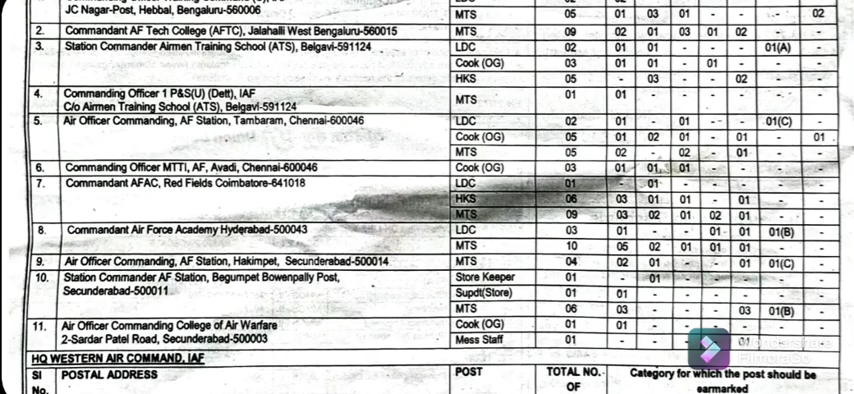 JC Nagar-Post, Hebbal, Bengaluru-560006 MTS 05 01 03 01 - - - 02
2. Commandant AF Tech College (AFTC), Jalahalli West Bengaluru-560015 MTS 09 02 01 03 01 02 - -
3. Station Commander Airmen Training School (ATS), Belgavi-591124 LDC 02 01 01 - - - 01(A) -
Cook (OG) 03 01 01 - 01 - - -
HKS 05 - 03 - - 02 - -
4. Commanding Officer 1 P&S(U) (Dett), IAF
C/o Airmen Training School (ATS), Belgavi-591124 MTS 01 01 - - - - - -
5. Air Officer Commanding, AF Station, Tambaram, Chennai-600046 LDC 02 01 - 01 - - 01(C) -
Cook (OG) 05 01 02 01 - 01 - 01
MTS 05 02 - 02 - 01 - -
6. Commanding Officer MTTI, AF, Avadi, Chennai-600046 Cook (OG) 03 01 01 01 - - - -
7. Commandant AFAC, Red Fields Coimbatore-641018 LDC 01 - 01 - - - - -
HKS 06 03 01 01 - 01 - -
MTS 09 03 02 01 02 01 - -
8. Commandant Air Force Academy Hyderabad-500043 LDC 03 01 - - 01 01 01(B) -
MTS 10 05 02 01 01 01 - -
9. Air Officer Commanding, AF Station, Hakimpet, Secunderabad-500014 MTS 04 02 01 - - 01 01(C) -
10. Station Commander AF Station, Begumpet Bowenpally Post, Store Keeper 01 - 01 - - - - -
Secunderabad-500011 Supdt(Store) 01 01 - - - - - -
MTS 06 03 - - - 03 01(B) -
11. Air Officer Commanding College of Air Warfare Cook (OG) 01 01 - - - - - -
2-Sardar Patel Road, Secunderabad-500003 Mess Staff 01 - - - 01 - -
HQ WESTERN AIR COMMAND, IAF
SI POSTAL ADDRESS POST TOTAL NO. Category for which the post should be
No. OF earmarked